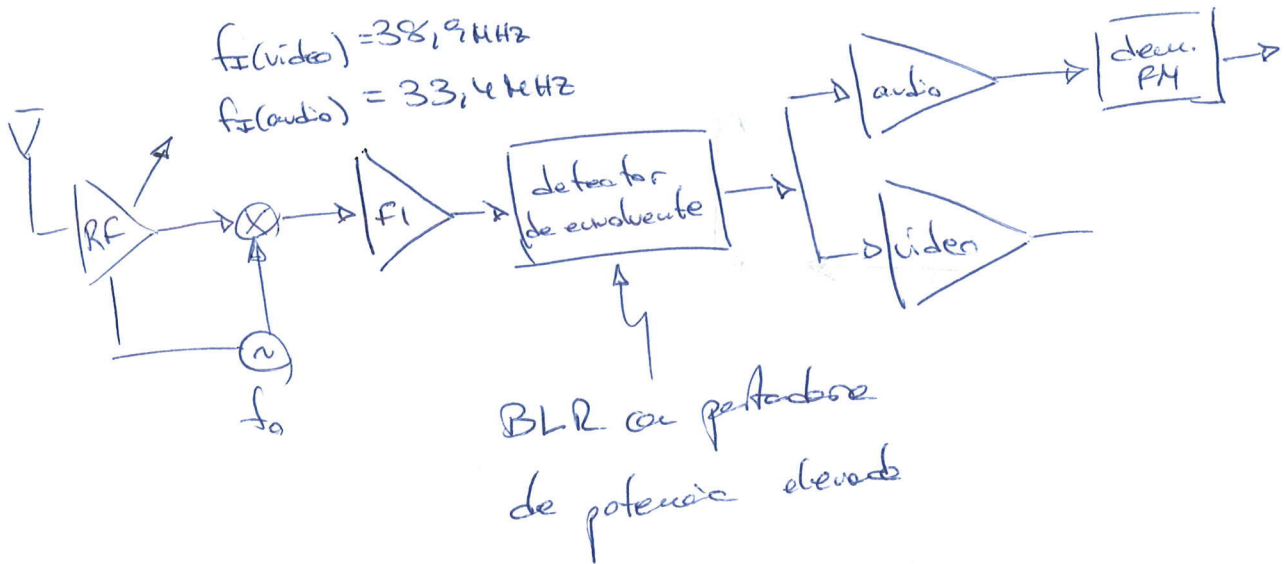 fI(video) = 38,9 MHz
fI(audio) = 33,4 MHz
RF
FI
detector
de envolvente
audio
dem.
FM
video
~
fo
BLR con portadora
de potencia elevada